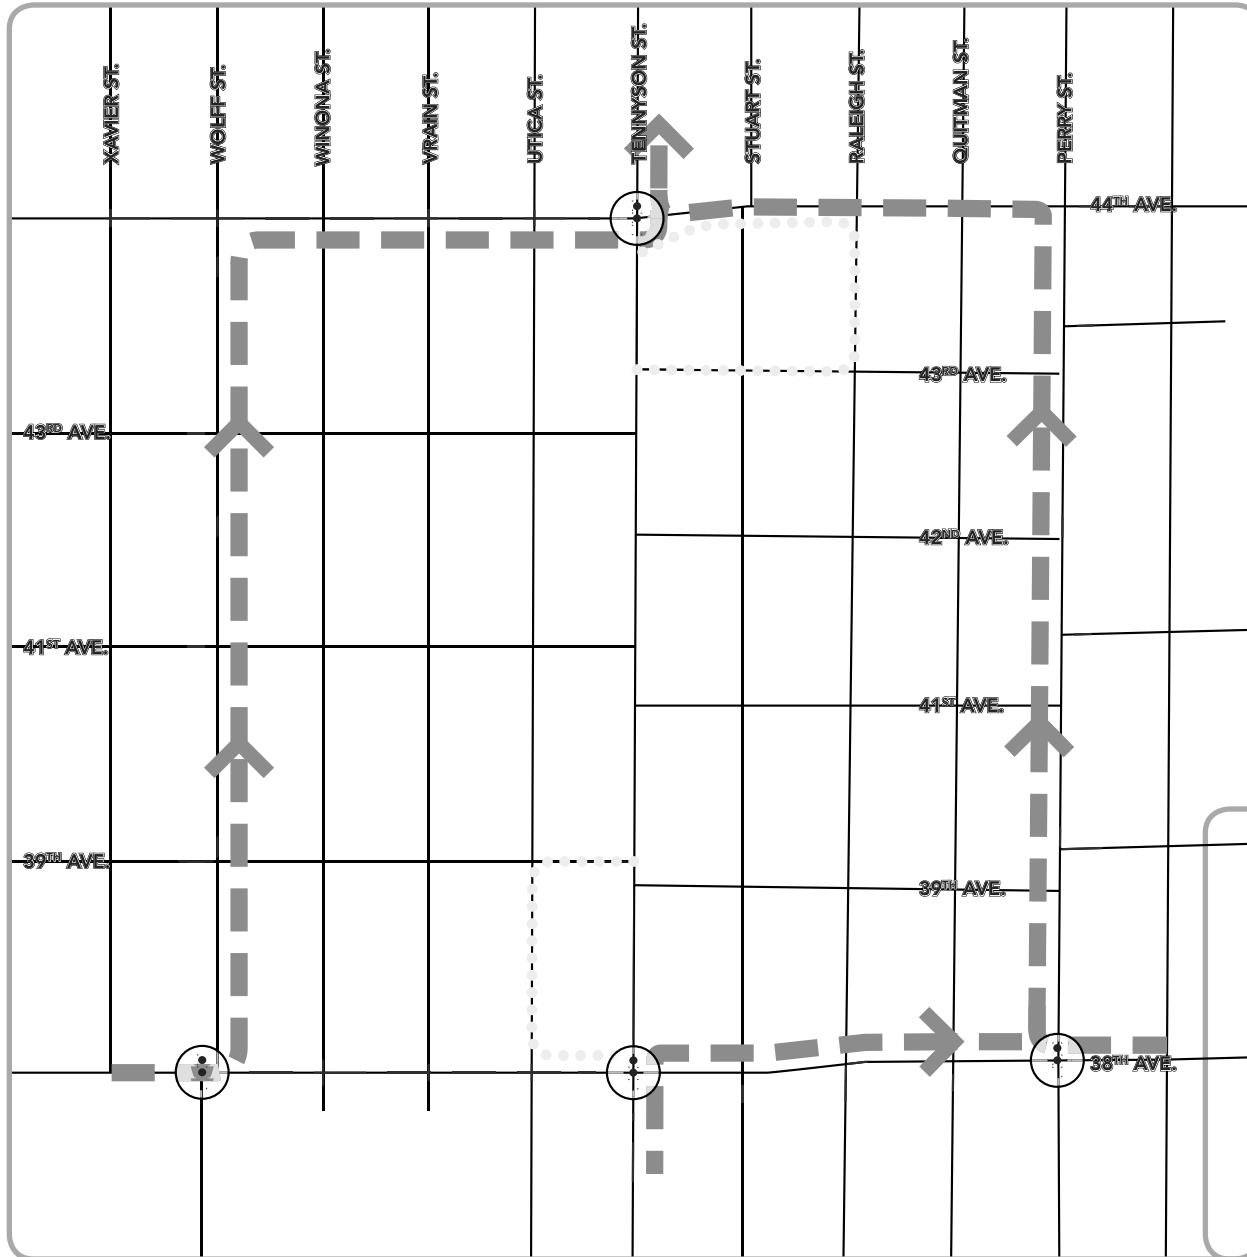 XAVIER ST.
WOLFF ST.
WINONA ST.
VRAIN ST.
UTICA ST.
TENNYSON ST.
STUART ST.
RALEIGH ST.
QUITMAN ST.
PERRY ST.
44TH AVE.
43RD AVE.
43RD AVE.
42ND AVE.
41ST AVE.
41ST AVE.
39TH AVE.
39TH AVE.
38TH AVE.